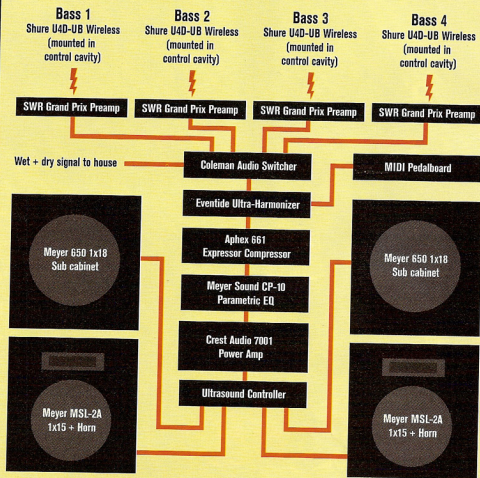 Bass 1
Shure U4D-UB Wireless
(mounted in
control cavity)
Bass 2
Shure U4D-UB Wireless
(mounted in
control cavity)
Bass 3
Shure U4D-UB Wireless
(mounted in
control cavity)
Bass 4
Shure U4D-UB Wireless
(mounted in
control cavity)
SWR Grand Prix Preamp
SWR Grand Prix Preamp
SWR Grand Prix Preamp
SWR Grand Prix Preamp
Wet + dry signal to house
Coleman Audio Switcher
MIDI Pedalboard
Eventide Ultra-Harmonizer
Aphex 661
Expressor Compressor
Meyer 650 1x18
Sub cabinet
Meyer 650 1x18
Sub cabinet
Meyer Sound CP-10
Parametric EQ
Crest Audio 7001
Power Amp
Ultrasound Controller
Meyer MSL-2A
1x15 + Horn
Meyer MSL-2A
1x15 + Horn